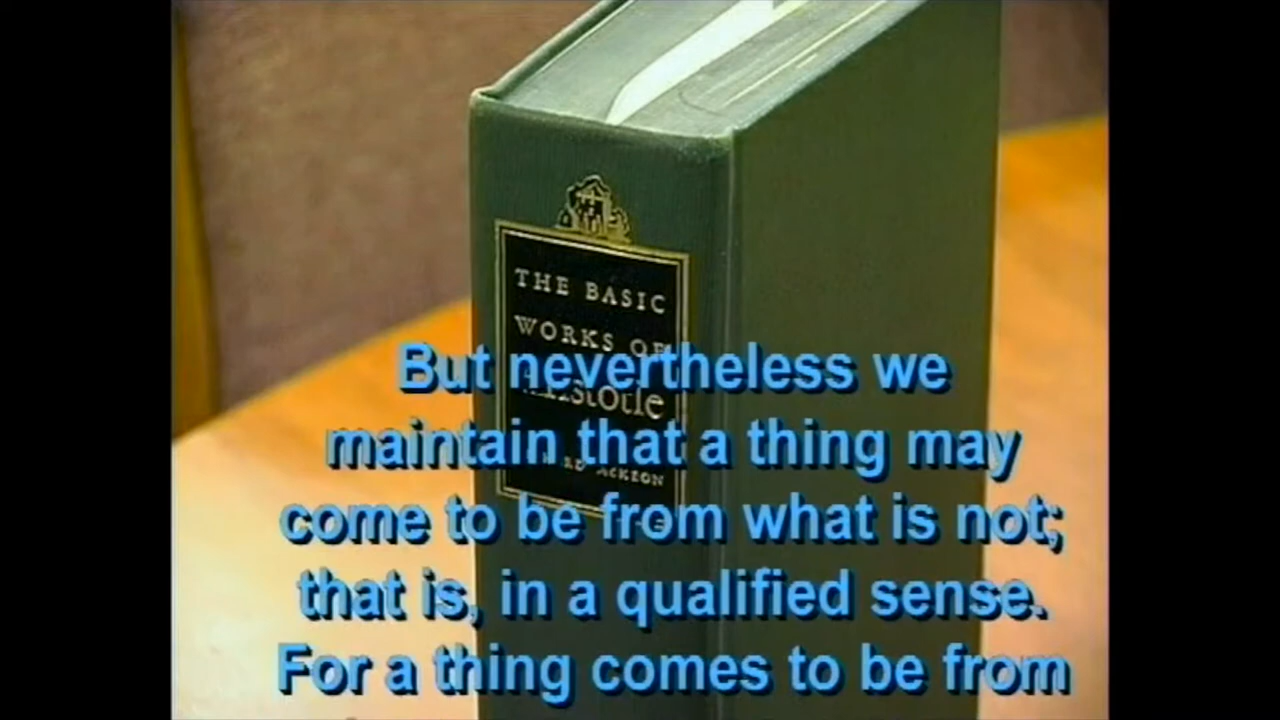 THE BASIC
WORKS OF
Aristotle
But nevertheless we
maintain that a thing may
come to be from what is not;
that is, in a qualified sense.
For a thing comes to be from